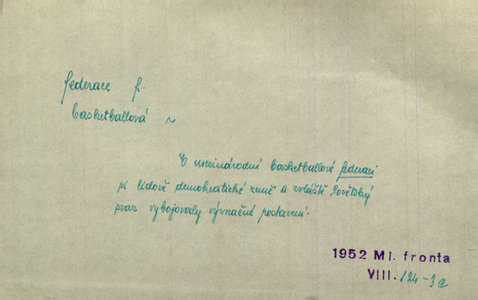 federace f.
basketballová ~
V mezinárodní basketballové federaci
si lidově demokratické země a zvláště Sovětský
svaz vybojovaly význačné postavení.
1952 Ml. fronta
VIII. /24-3c